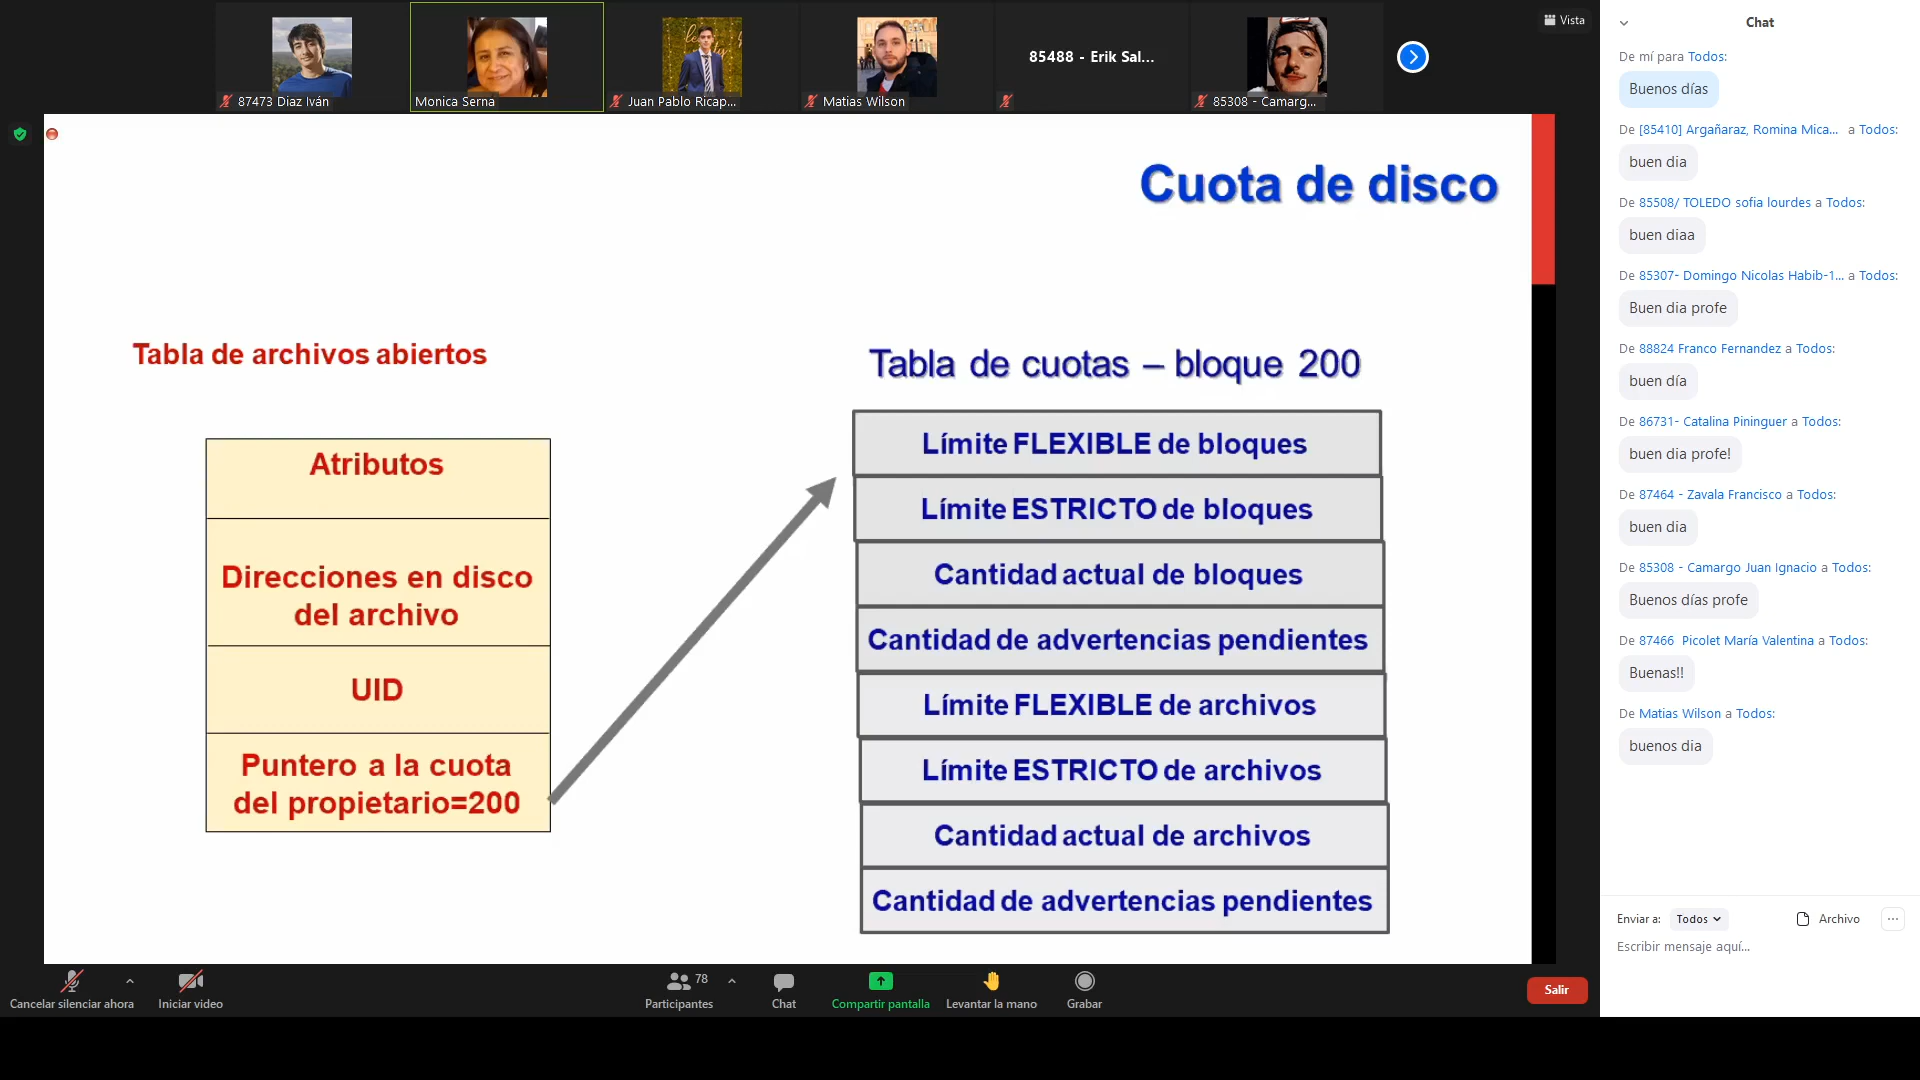 87473 Diaz Iván
Monica Serna
Juan Pablo Ricap...
Matias Wilson
85488 - Erik Sal...
85308 - Camarg...
Vista
Cuota de disco
Tabla de archivos abiertos
Atributos
Direcciones en disco
del archivo
UID
Puntero a la cuota
del propietario=200
Tabla de cuotas – bloque 200
Límite FLEXIBLE de bloques
Límite ESTRICTO de bloques
Cantidad actual de bloques
Cantidad de advertencias pendientes
Límite FLEXIBLE de archivos
Límite ESTRICTO de archivos
Cantidad actual de archivos
Cantidad de advertencias pendientes
Cancelar silenciar ahora
Iniciar video
Participantes
78
Chat
Compartir pantalla
Levantar la mano
Grabar
Salir
Chat
De mí para Todos:
Buenos días
De [85410] Argañaraz, Romina Mica... a Todos:
buen dia
De 85508/ TOLEDO sofia lourdes a Todos:
buen diaa
De 85307- Domingo Nicolas Habib-1... a Todos:
Buen dia profe
De 88824 Franco Fernandez a Todos:
buen día
De 86731- Catalina Pininguer a Todos:
buen dia profe!
De 87464 - Zavala Francisco a Todos:
buen dia
De 85308 - Camargo Juan Ignacio a Todos:
Buenos días profe
De 87466 Picolet María Valentina a Todos:
Buenas!!
De Matias Wilson a Todos:
buenos dia
Enviar a: Todos
Archivo
Escribir mensaje aquí...